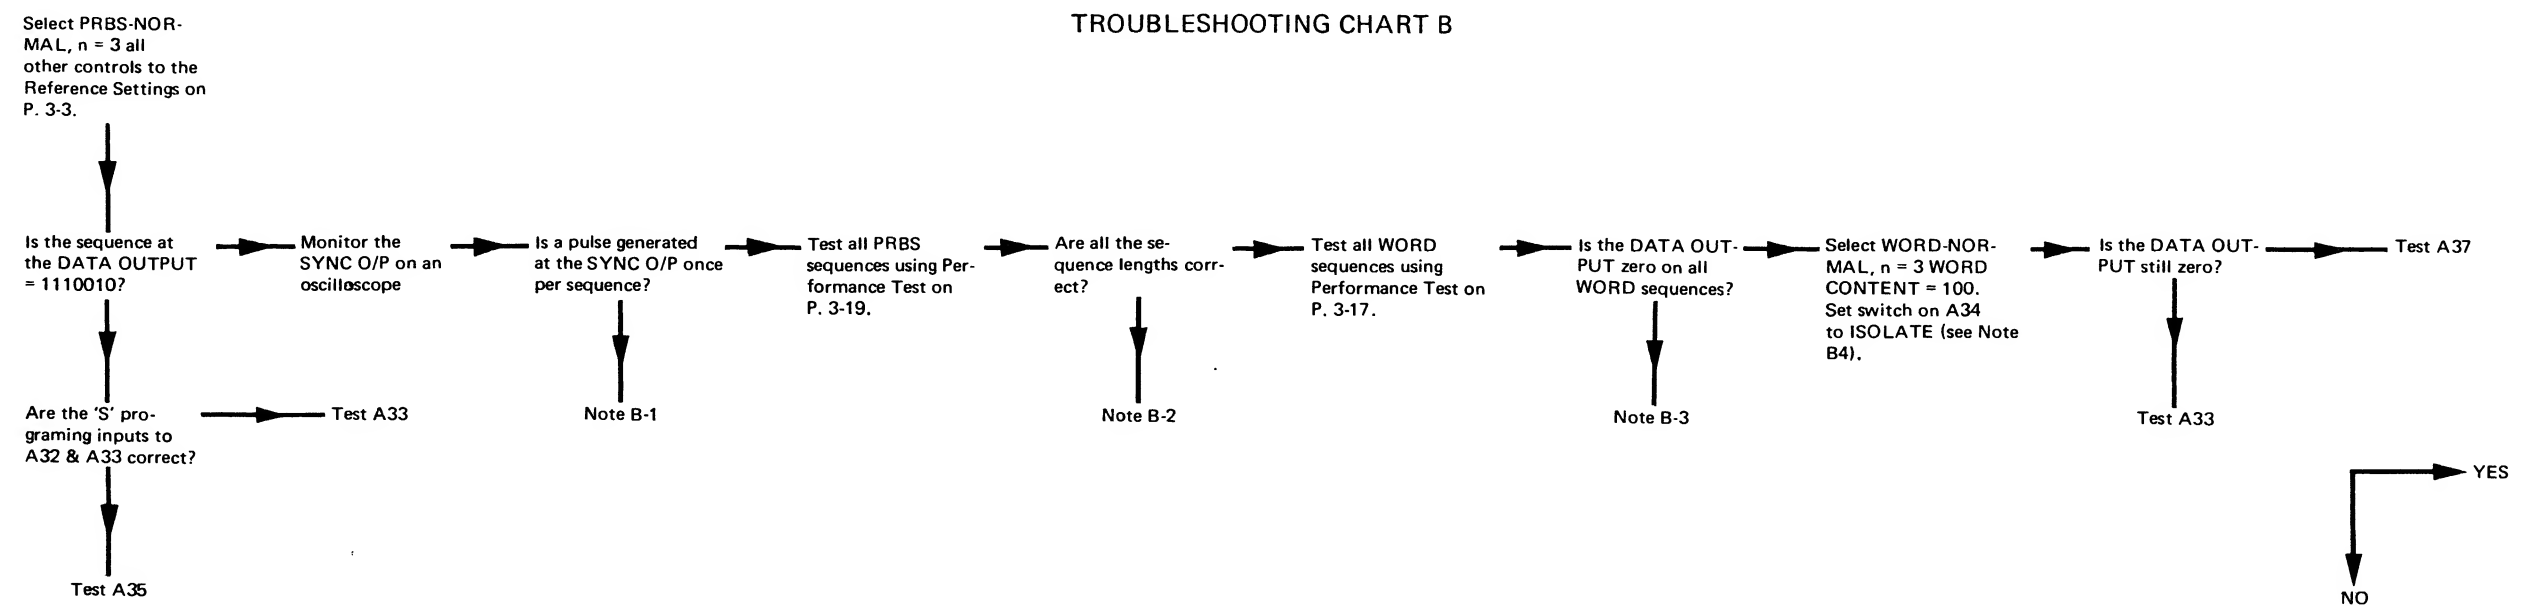 TROUBLESHOOTING CHART B
Select PRBS-NOR-
MAL, n = 3 all
other controls to the
Reference Settings on
P. 3-3.
Is the sequence at
the DATA OUTPUT
= 1110010?
Monitor the
SYNC O/P on an
oscilloscope
Is a pulse generated
at the SYNC O/P once
per sequence?
Test all PRBS
sequences using Per-
formance Test on
P. 3-19.
Are all the se-
quence lengths corr-
ect?
Test all WORD
sequences using
Performance Test on
P. 3-17.
Is the DATA OUT-
PUT zero on all
WORD sequences?
Select WORD-NOR-
MAL, n = 3 WORD
CONTENT = 100.
Set switch on A34
to ISOLATE (see Note
B4).
Is the DATA OUT-
PUT still zero?
Test A37
Are the 'S' pro-
graming inputs to
A32 & A33 correct?
Test A33
Note B-1
Note B-2
Note B-3
Test A33
Test A35
YES
NO